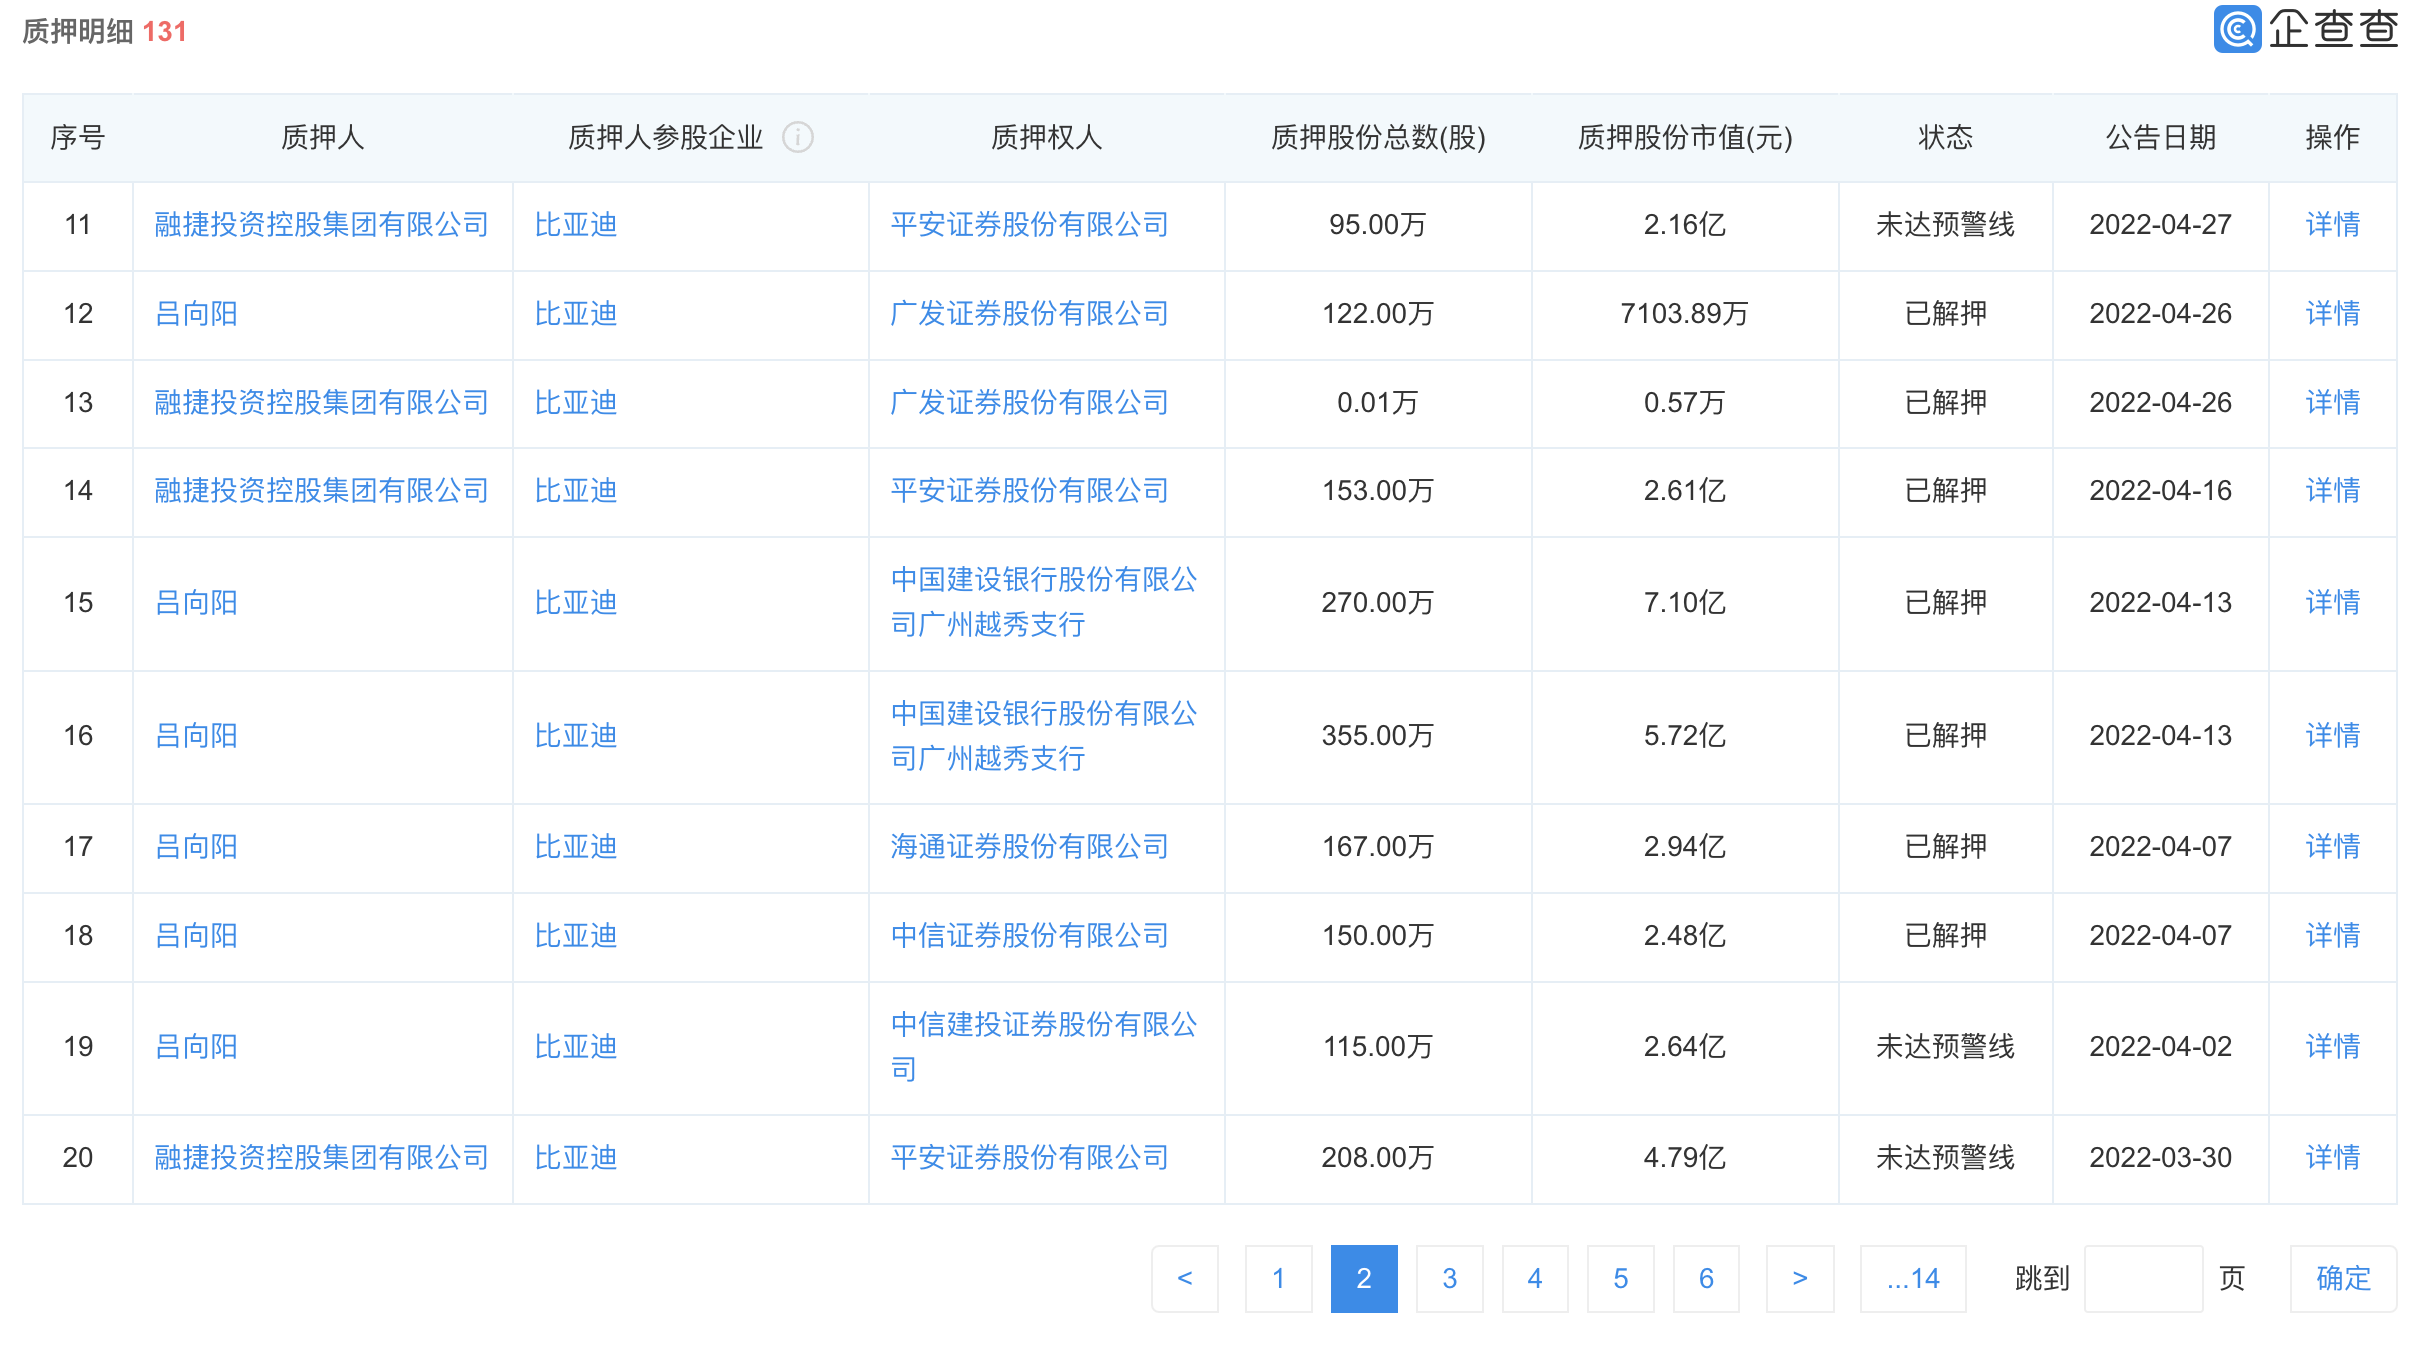 质押明细 131
企查查
序号 质押人 质押人参股企业 质押权人 质押股份总数(股) 质押股份市值(元) 状态 公告日期 操作
11 融捷投资控股集团有限公司 比亚迪 平安证券股份有限公司 95.00万 2.16亿 未达预警线 2022-04-27 详情
12 吕向阳 比亚迪 广发证券股份有限公司 122.00万 7103.89万 已解押 2022-04-26 详情
13 融捷投资控股集团有限公司 比亚迪 广发证券股份有限公司 0.01万 0.57万 已解押 2022-04-26 详情
14 融捷投资控股集团有限公司 比亚迪 平安证券股份有限公司 153.00万 2.61亿 已解押 2022-04-16 详情
15 吕向阳 比亚迪 中国建设银行股份有限公 270.00万 7.10亿 已解押 2022-04-13 详情
司广州越秀支行
16 吕向阳 比亚迪 中国建设银行股份有限公 355.00万 5.72亿 已解押 2022-04-13 详情
司广州越秀支行
17 吕向阳 比亚迪 海通证券股份有限公司 167.00万 2.94亿 已解押 2022-04-07 详情
18 吕向阳 比亚迪 中信证券股份有限公司 150.00万 2.48亿 已解押 2022-04-07 详情
19 吕向阳 比亚迪 中信建投证券股份有限公 115.00万 2.64亿 未达预警线 2022-04-02 详情
司
20 融捷投资控股集团有限公司 比亚迪 平安证券股份有限公司 208.00万 4.79亿 未达预警线 2022-03-30 详情
< 1 2 3 4 5 6 > ...14 跳到 页 确定